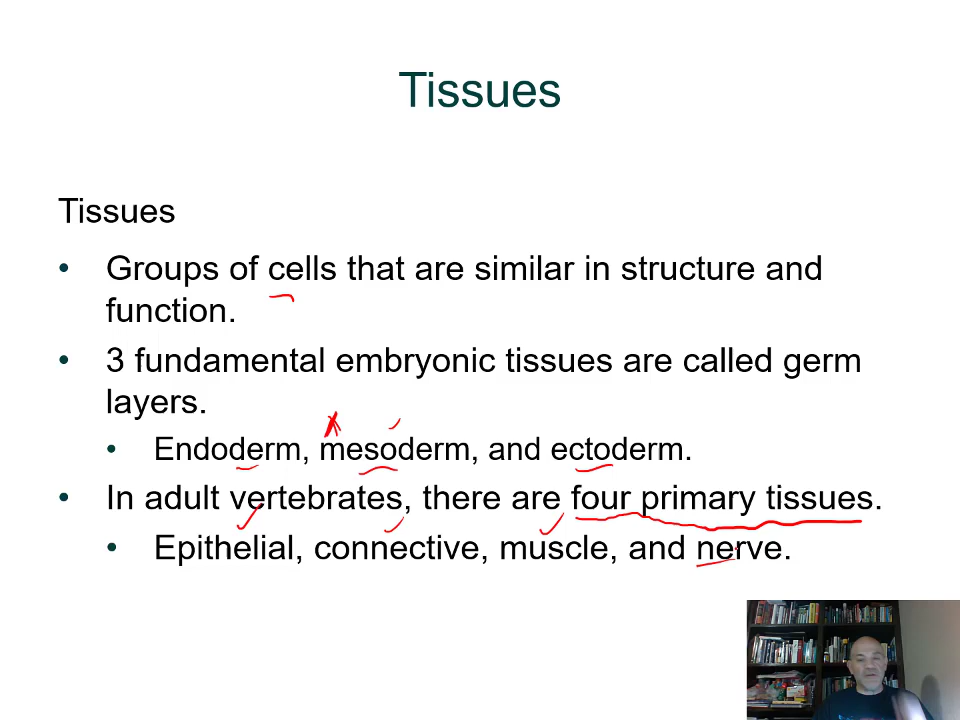 Tissues
Tissues
• Groups of cells that are similar in structure and
function.
• 3 fundamental embryonic tissues are called germ
layers.
• Endoderm, mesoderm, and ectoderm.
• In adult vertebrates, there are four primary tissues.
• Epithelial, connective, muscle, and nerve.